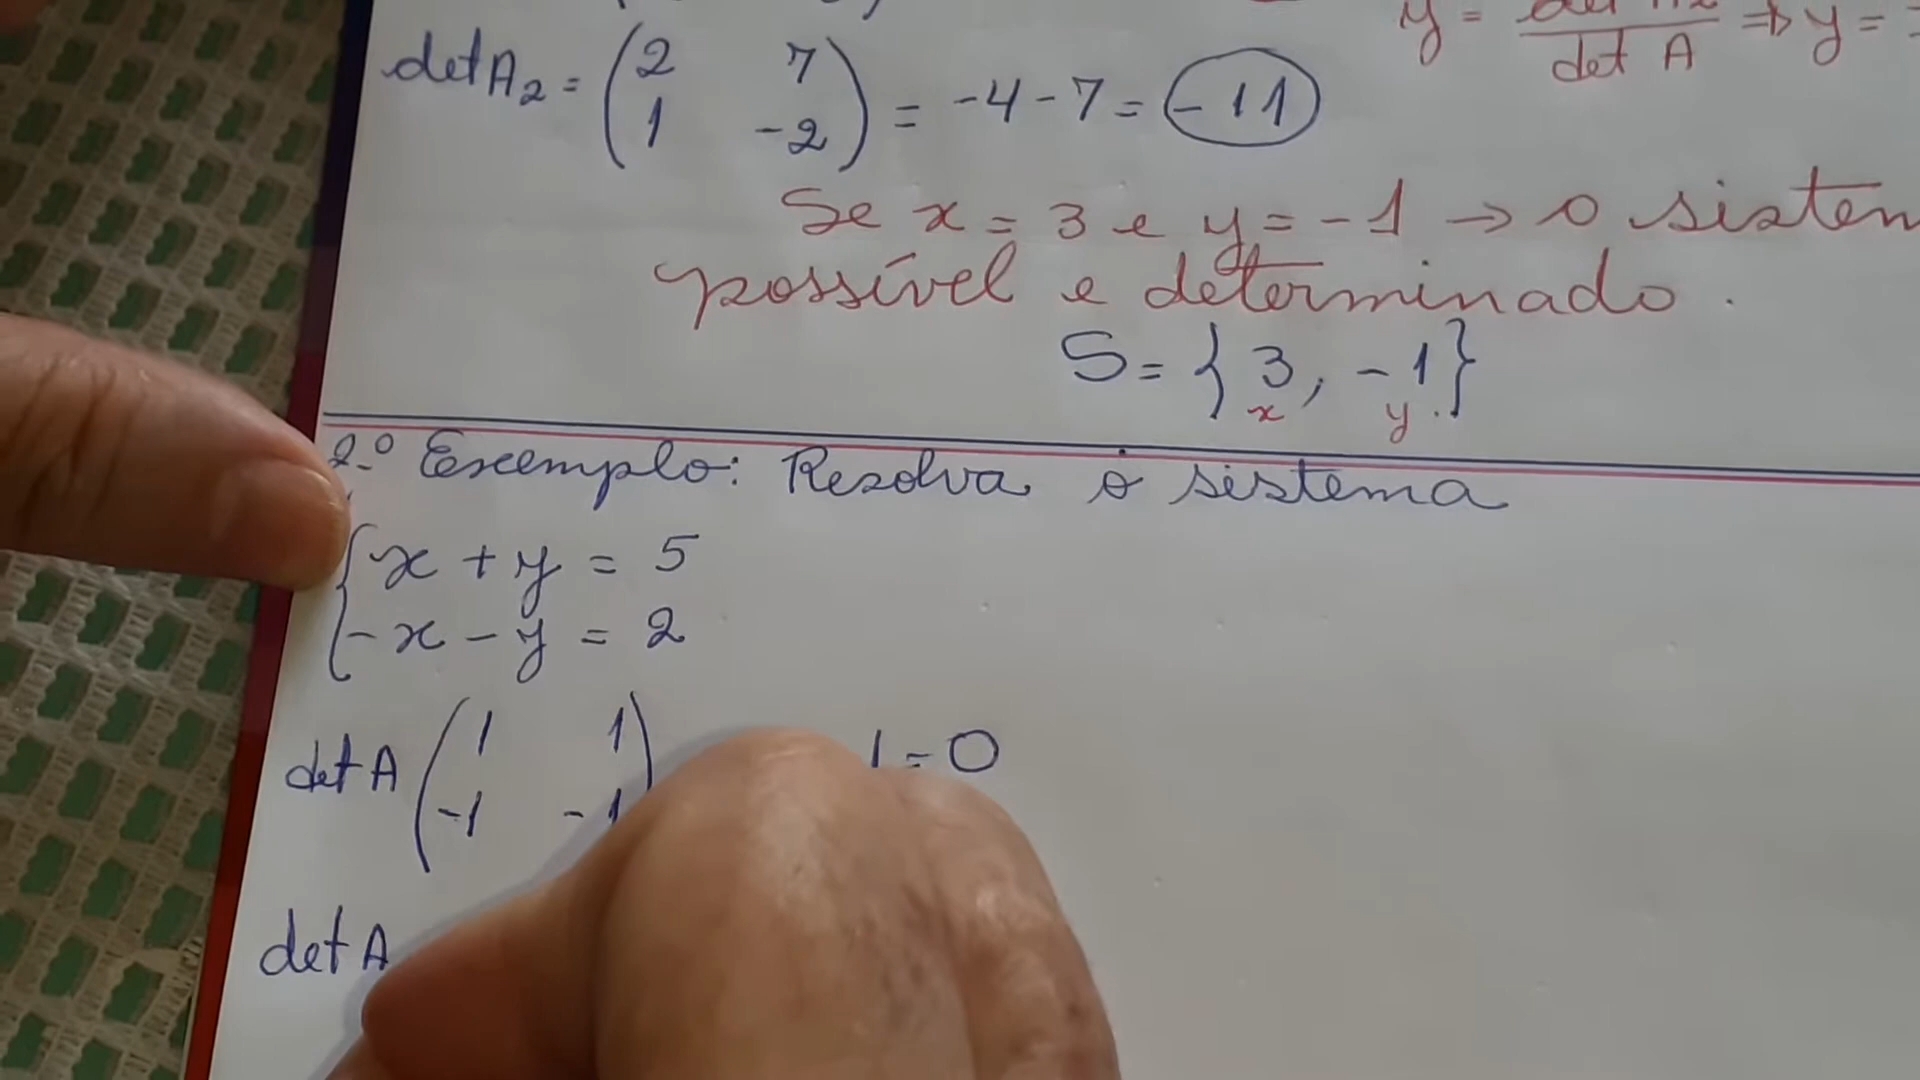 y = det A2 / det A ⇒ y =
det A2 = ( 2 7 ) = -4 - 7 = -11
( 1 -2 )
Se x = 3 e y = -1 → o sistem
possível e determinado.
S = { 3, -1 }
x y
2º Exemplo: Resolva o sistema
{ x + y = 5
- x - y = 2
det A ( 1 1 ) 1 = 0
( -1 -1
det A